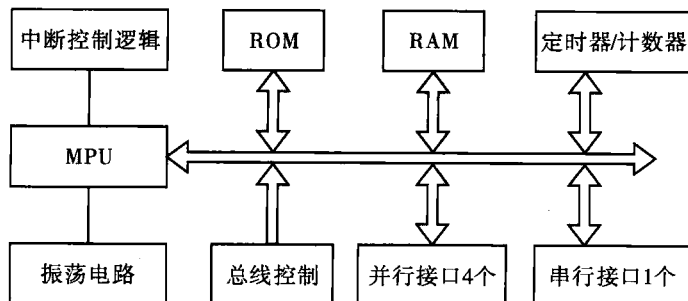 中断控制逻辑
ROM
RAM
定时器/计数器
MPU
振荡电路
总线控制
并行接口4个
串行接口1个